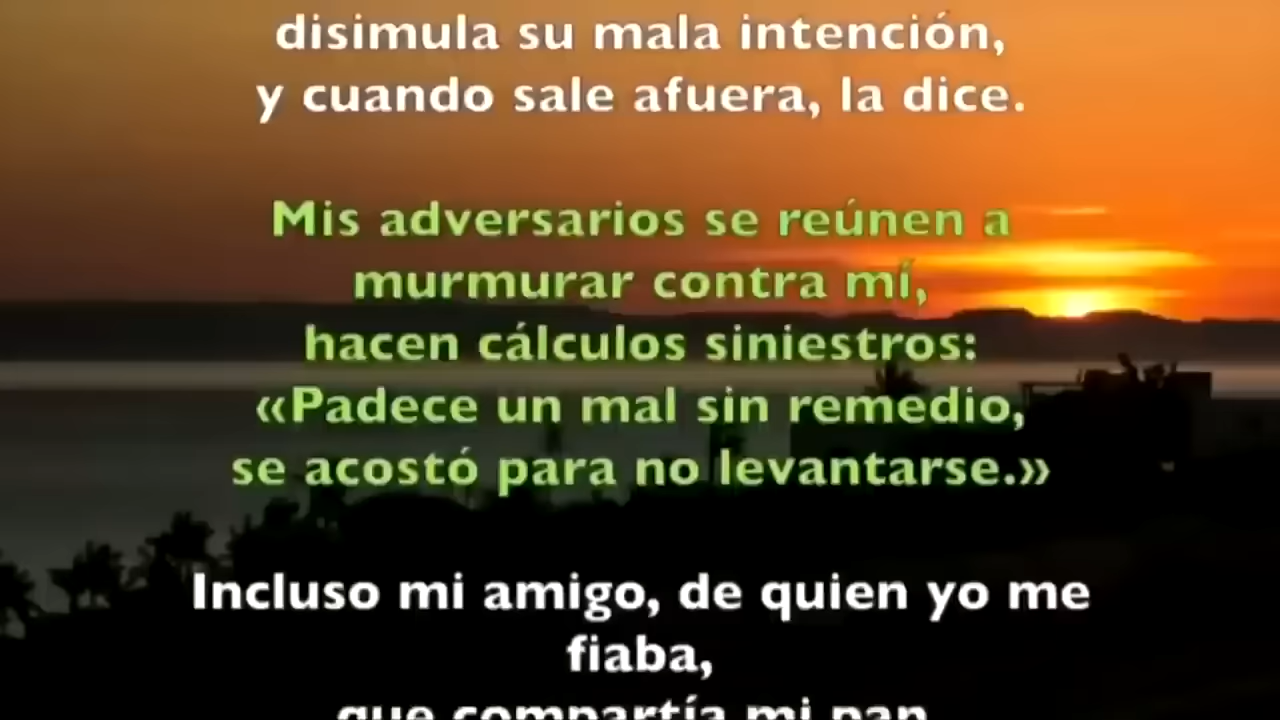 disimula su mala intención,
y cuando sale afuera, la dice.
Mis adversarios se reúnen a
murmurar contra mí,
hacen cálculos siniestros:
«Padece un mal sin remedio,
se acostó para no levantarse.»
Incluso mi amigo, de quien yo me
fiaba,
que compartía mi pan